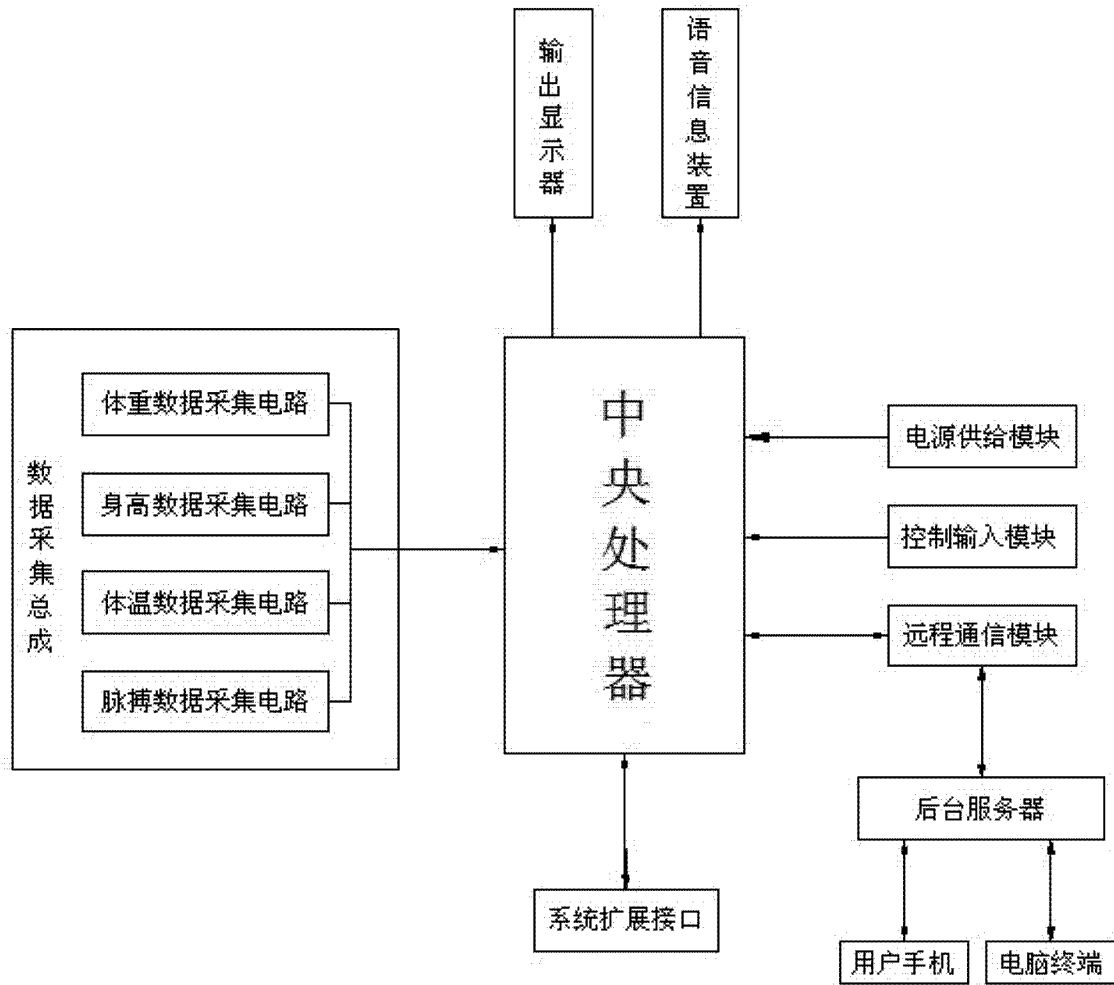 输出显示器
语音信息装置
数据采集总成
体重数据采集电路
身高数据采集电路
体温数据采集电路
脉搏数据采集电路
中央处理器
电源供给模块
控制输入模块
远程通信模块
后台服务器
系统扩展接口
用户手机
电脑终端